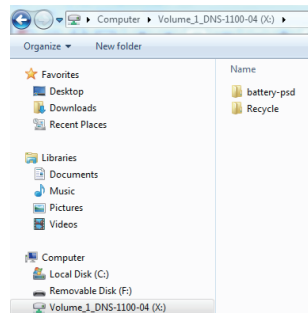 Computer Volume_1_DNS-1100-04 (X:)
Organize New folder
Favorites
Desktop
Downloads
Recent Places
Libraries
Documents
Music
Pictures
Videos
Computer
Local Disk (C:)
Removable Disk (F:)
Volume_1_DNS-1100-04 (X:)
Name
battery-psd
Recycle